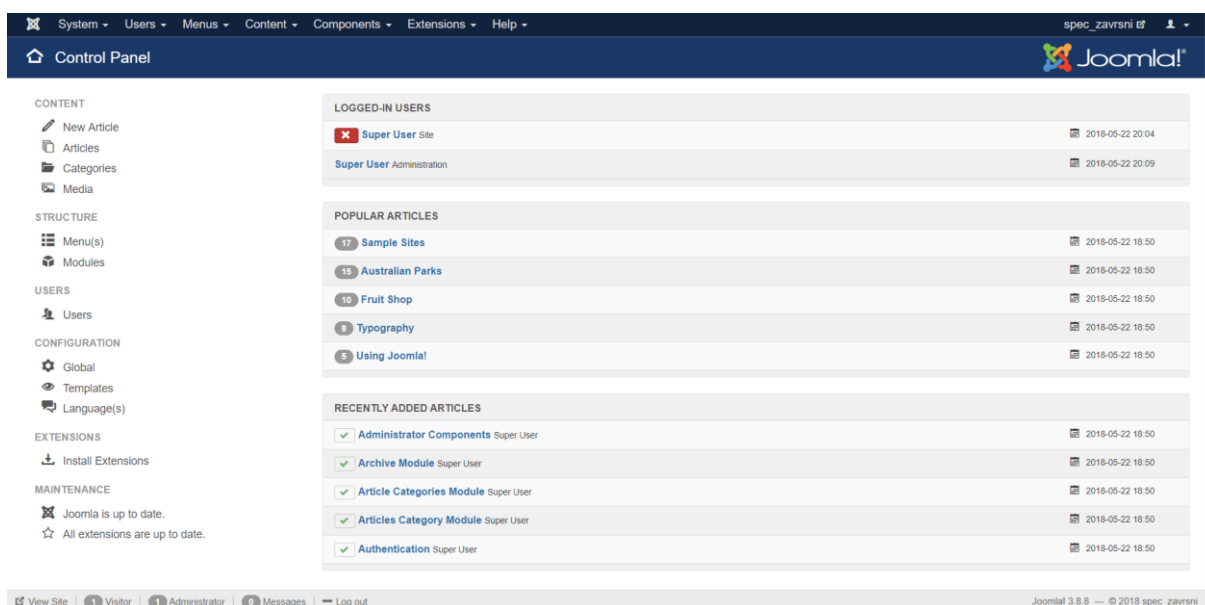 System Users Menus Content Components Extensions Help spec_zavrsni
Control Panel
Joomla!®
CONTENT
New Article
Articles
Categories
Media
STRUCTURE
Menu(s)
Modules
USERS
Users
CONFIGURATION
Global
Templates
Language(s)
EXTENSIONS
Install Extensions
MAINTENANCE
Joomla is up to date.
All extensions are up to date.
LOGGED-IN USERS
Super User Site 2018-05-22 20:04
Super User Administration 2018-05-22 20:09
POPULAR ARTICLES
17 Sample Sites 2018-05-22 18:50
15 Australian Parks 2018-05-22 18:50
10 Fruit Shop 2018-05-22 18:50
8 Typography 2018-05-22 18:50
5 Using Joomla! 2018-05-22 18:50
RECENTLY ADDED ARTICLES
Administrator Components Super User 2018-05-22 18:50
Archive Module Super User 2018-05-22 18:50
Article Categories Module Super User 2018-05-22 18:50
Articles Category Module Super User 2018-05-22 18:50
Authentication Super User 2018-05-22 18:50
View Site | 1 Visitor | 1 Administrator | 0 Messages | Log out Joomla! 3.8.8 — © 2018 spec_zavrsni